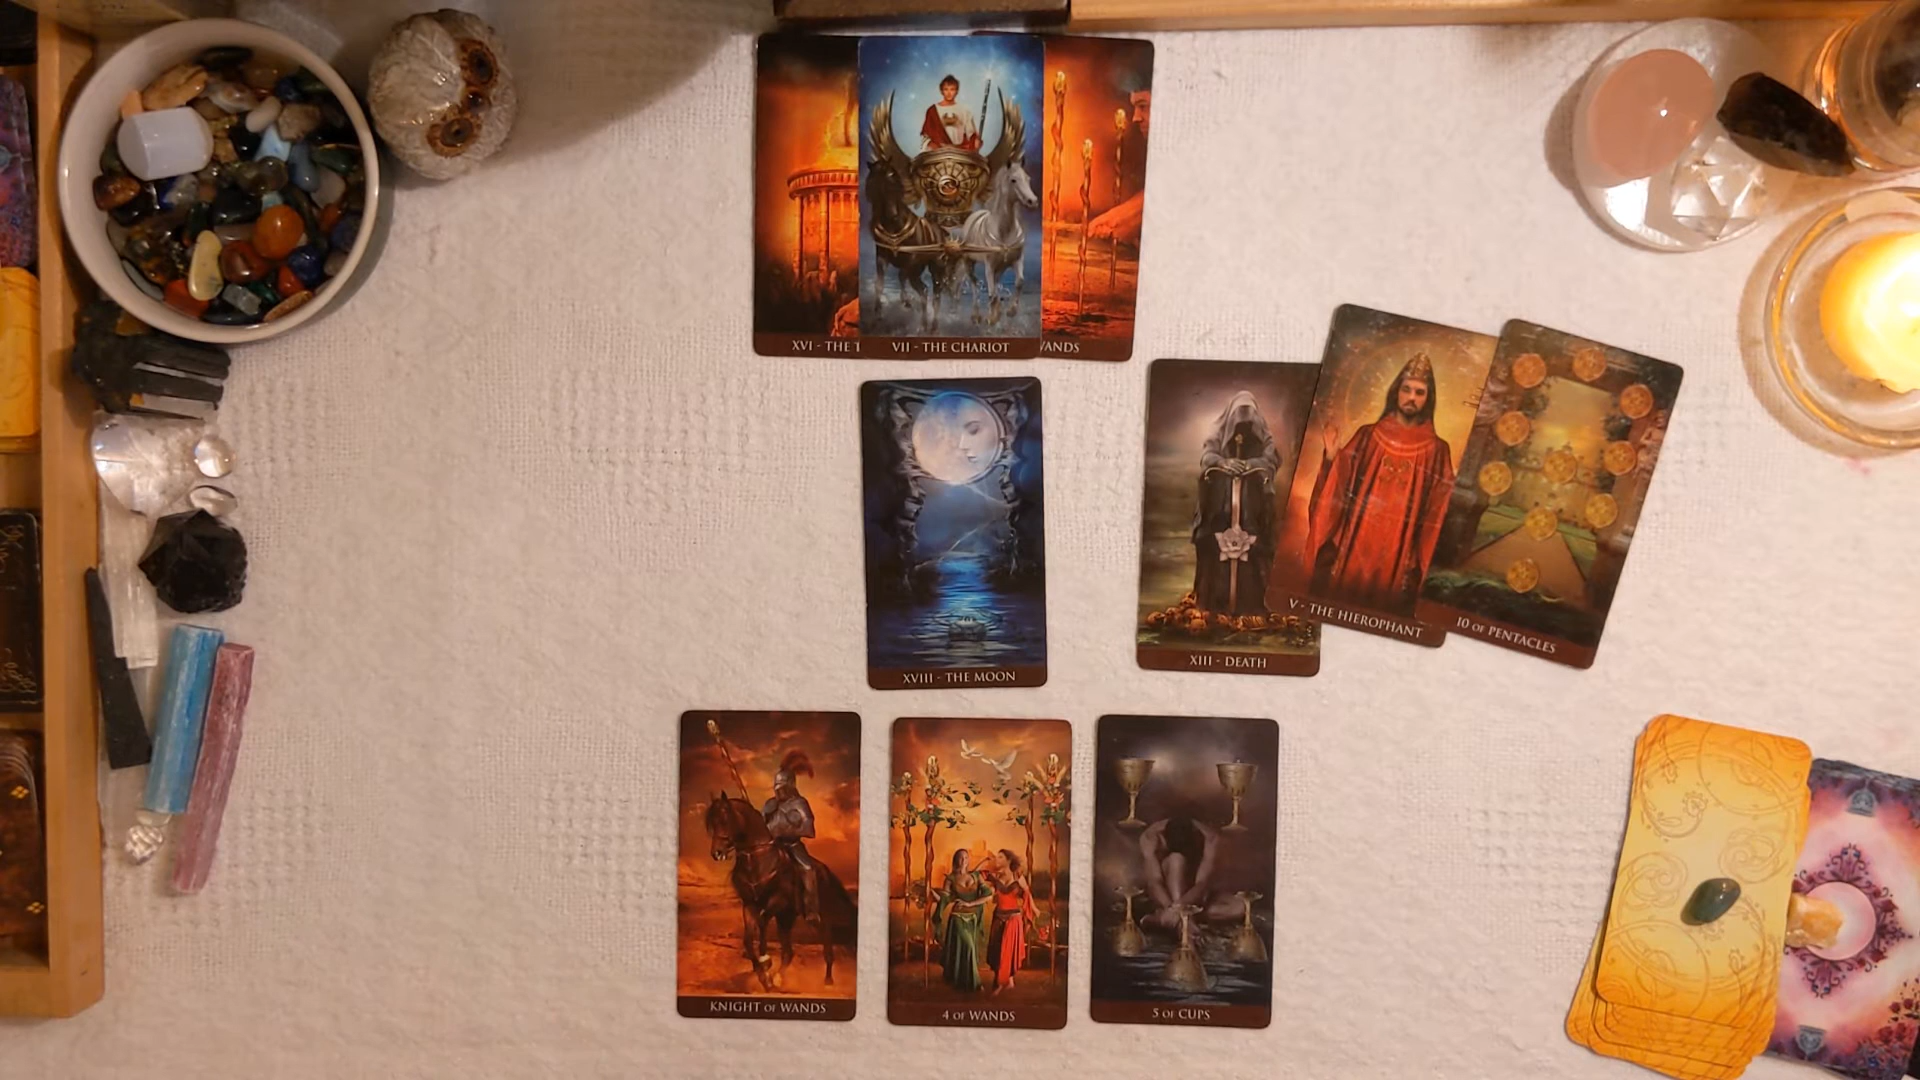 XVI - THE
VII - THE CHARIOT
WANDS
XVIII - THE MOON
XIII - DEATH
V - THE HIEROPHANT
10 OF PENTACLES
KNIGHT OF WANDS
4 OF WANDS
5 OF CUPS